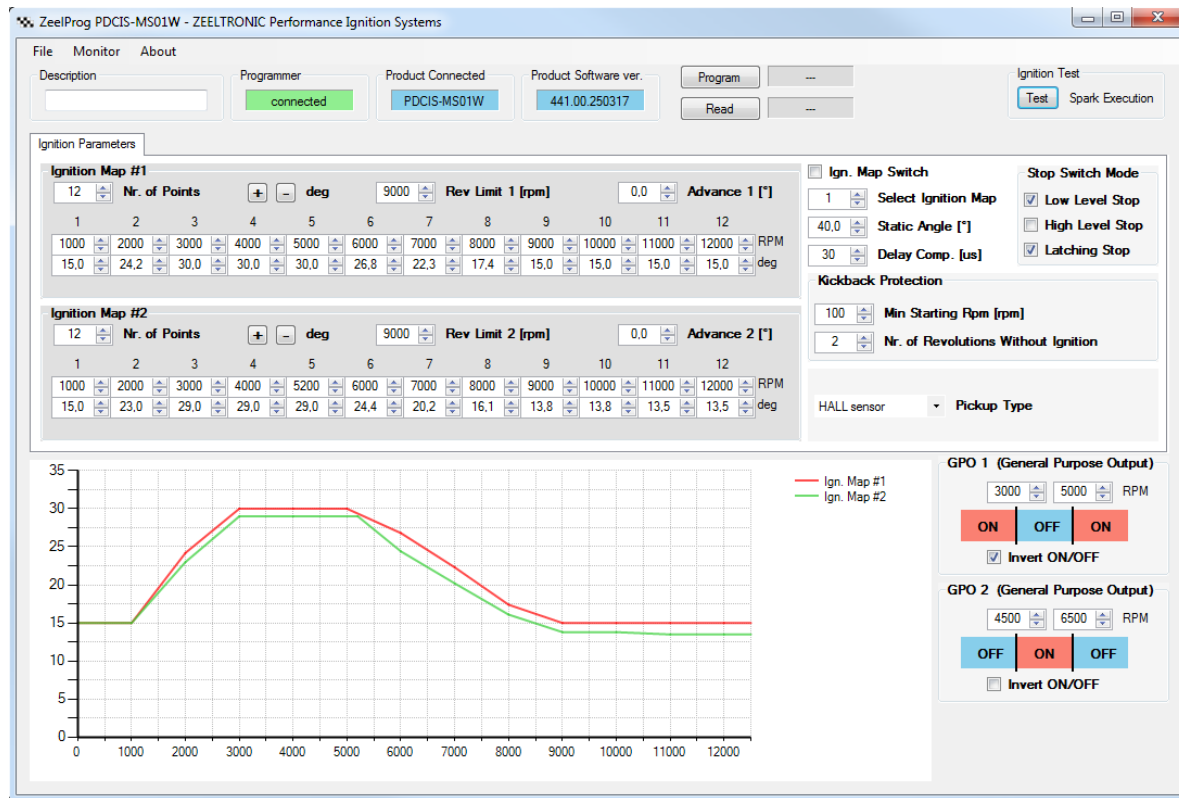 ZeelProg PDCIS-MS01W - ZEELTRONIC Performance Ignition Systems
File Monitor About
Description Programmer Product Connected Product Software ver. Program --- Ignition Test
connected PDCIS-MS01W 441.00.250317 Read --- Test Spark Execution
Ignition Parameters
Ignition Map #1
12 Nr. of Points + - deg 9000 Rev Limit 1 [rpm] 0,0 Advance 1 [°]
1 2 3 4 5 6 7 8 9 10 11 12
1000 2000 3000 4000 5000 6000 7000 8000 9000 10000 11000 12000 RPM
15,0 24,2 30,0 30,0 30,0 26,8 22,3 17,4 15,0 15,0 15,0 15,0 deg
Ignition Map #2
12 Nr. of Points + - deg 9000 Rev Limit 2 [rpm] 0,0 Advance 2 [°]
1 2 3 4 5 6 7 8 9 10 11 12
1000 2000 3000 4000 5200 6000 7000 8000 9000 10000 11000 12000 RPM
15,0 23,0 29,0 29,0 29,0 24,4 20,2 16,1 13,8 13,8 13,5 13,5 deg
Ign. Map Switch
1 Select Ignition Map
40,0 Static Angle [°]
30 Delay Comp. [us]
Stop Switch Mode
Low Level Stop
High Level Stop
Latching Stop
Kickback Protection
100 Min Starting Rpm [rpm]
2 Nr. of Revolutions Without Ignition
HALL sensor Pickup Type
35
30
25
20
15
10
5
0
0 1000 2000 3000 4000 5000 6000 7000 8000 9000 10000 11000 12000
Ign. Map #1
Ign. Map #2
GPO 1 (General Purpose Output)
3000 5000 RPM
ON OFF ON
Invert ON/OFF
GPO 2 (General Purpose Output)
4500 6500 RPM
OFF ON OFF
Invert ON/OFF